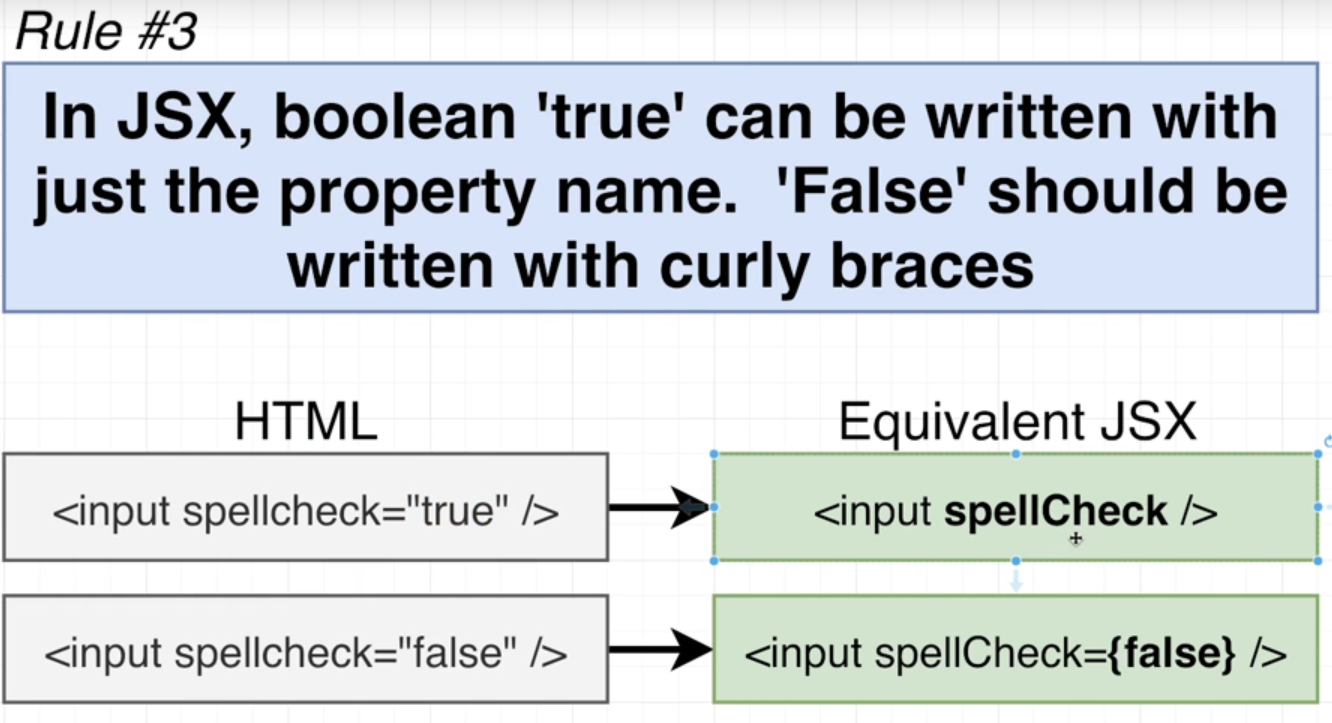 Rule #3
In JSX, boolean 'true' can be written with
just the property name.  'False' should be
written with curly braces
HTML
Equivalent JSX
<input spellcheck="true" />
<input spellCheck />
<input spellcheck="false" />
<input spellCheck={false} />